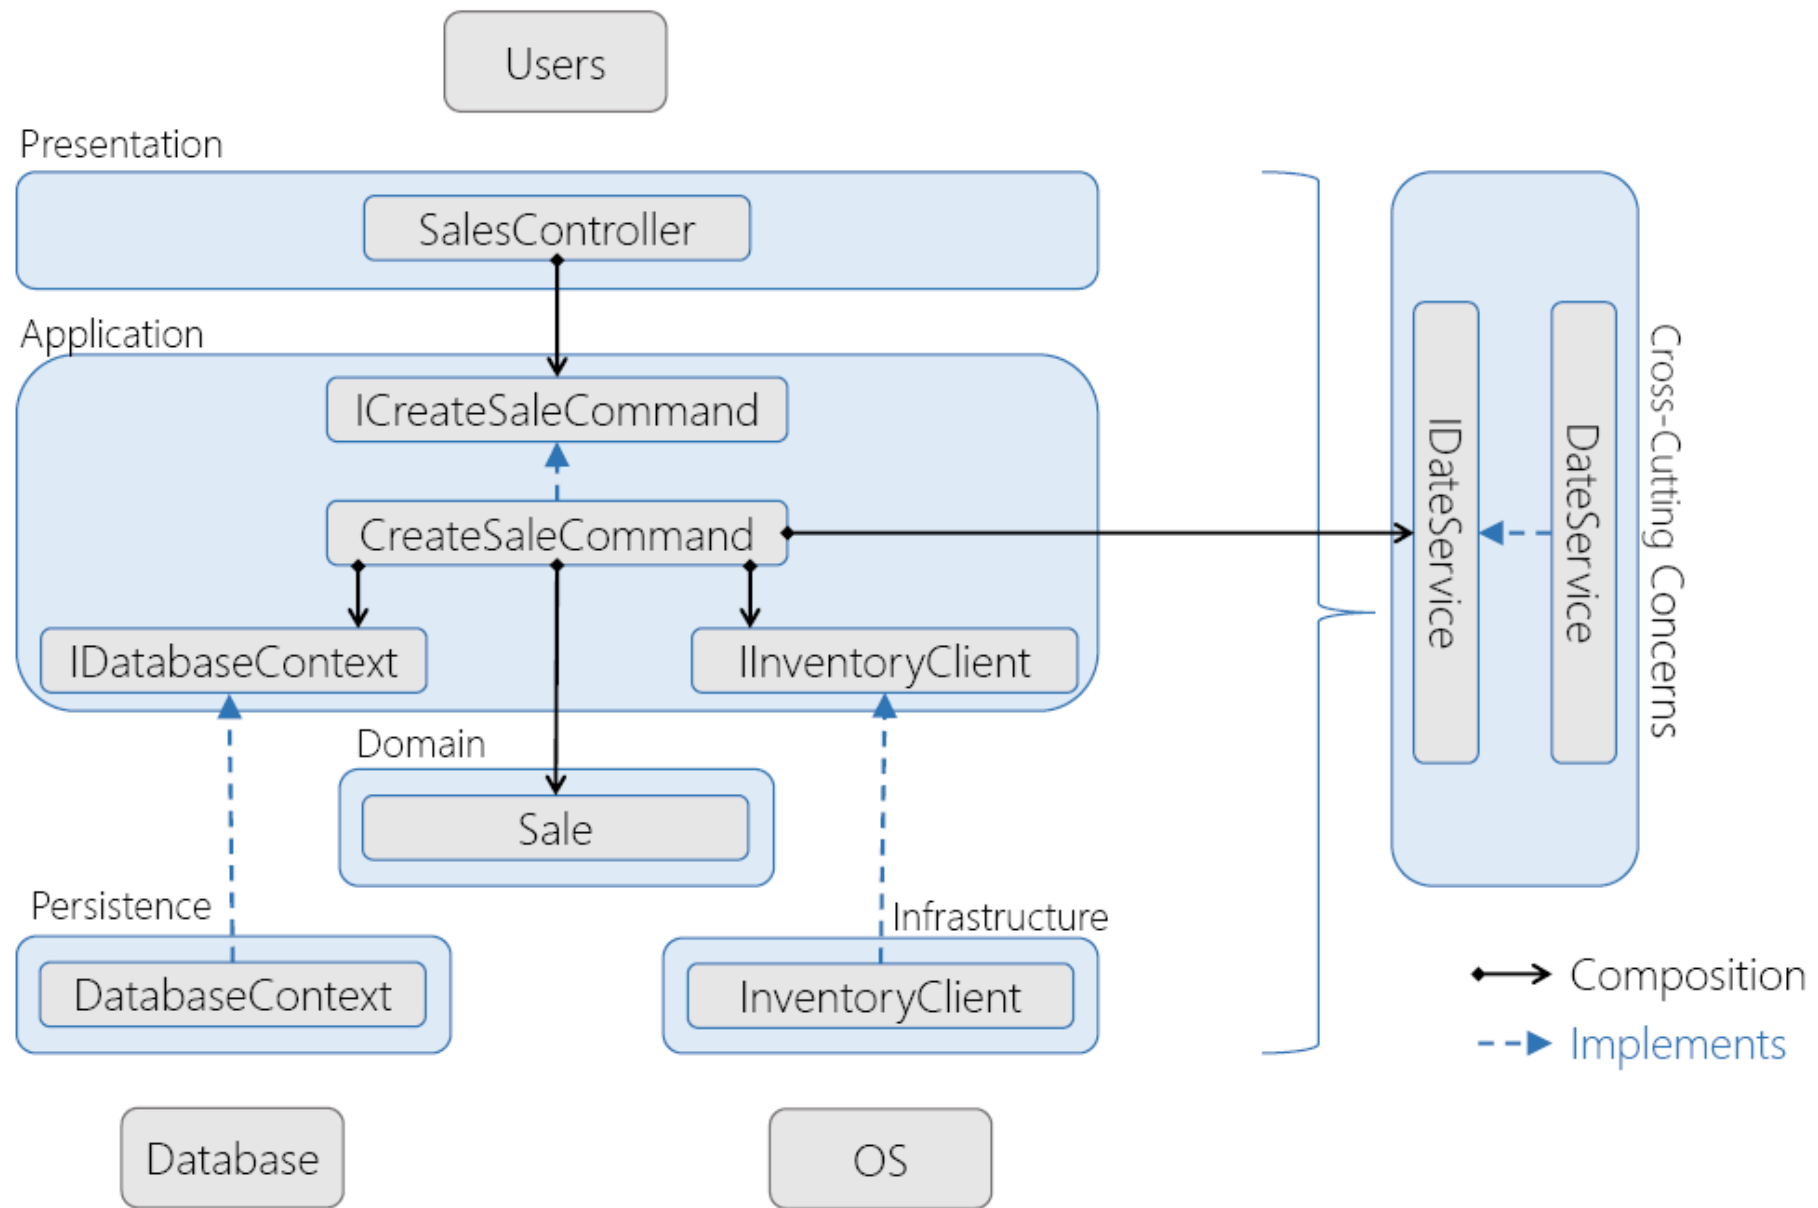 Users
Presentation
SalesController
Application
ICreateSaleCommand
CreateSaleCommand
IDatabaseContext
IInventoryClient
Domain
Sale
Persistence
DatabaseContext
Infrastructure
InventoryClient
Database
OS
IDateService
DateService
Cross-Cutting Concerns
Composition
Implements